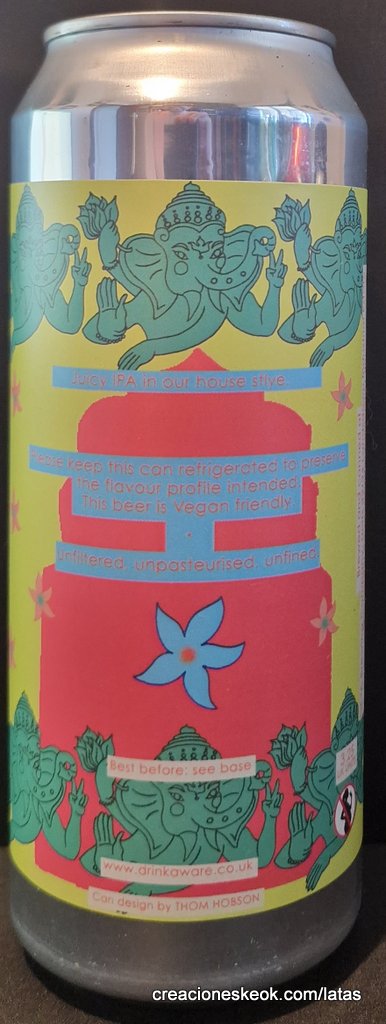 Juicy IPA in our house stlye
Please keep this can refrigerated to preserve
the flavour profile intended.
This beer is Vegan friendly
unfiltered, unpasteurised, unfined.
Best before: see base
www.drinkaware.co.uk
Can design by THOM HOBSON
creacioneskeok.com/latas